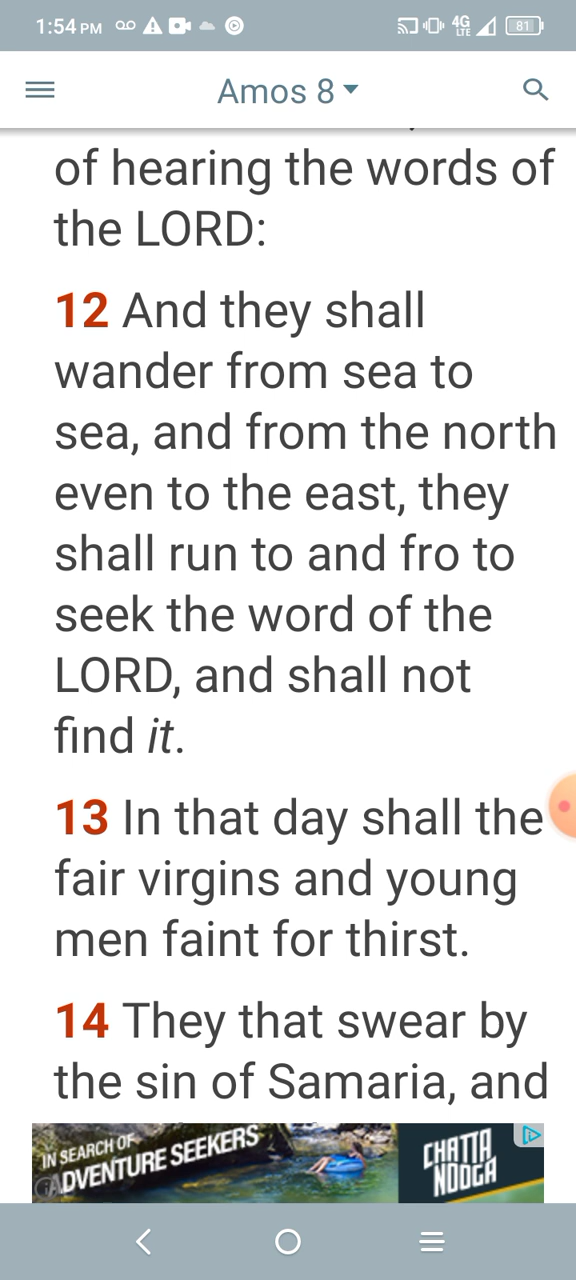 1:54 PM
4G
LTE
81
Amos 8
of hearing the words of
the LORD:
12 And they shall
wander from sea to
sea, and from the north
even to the east, they
shall run to and fro to
seek the word of the
LORD, and shall not
find it.
13 In that day shall the
fair virgins and young
men faint for thirst.
14 They that swear by
the sin of Samaria, and
IN SEARCH OF
ADVENTURE SEEKERS
CHATTA
NOOGA